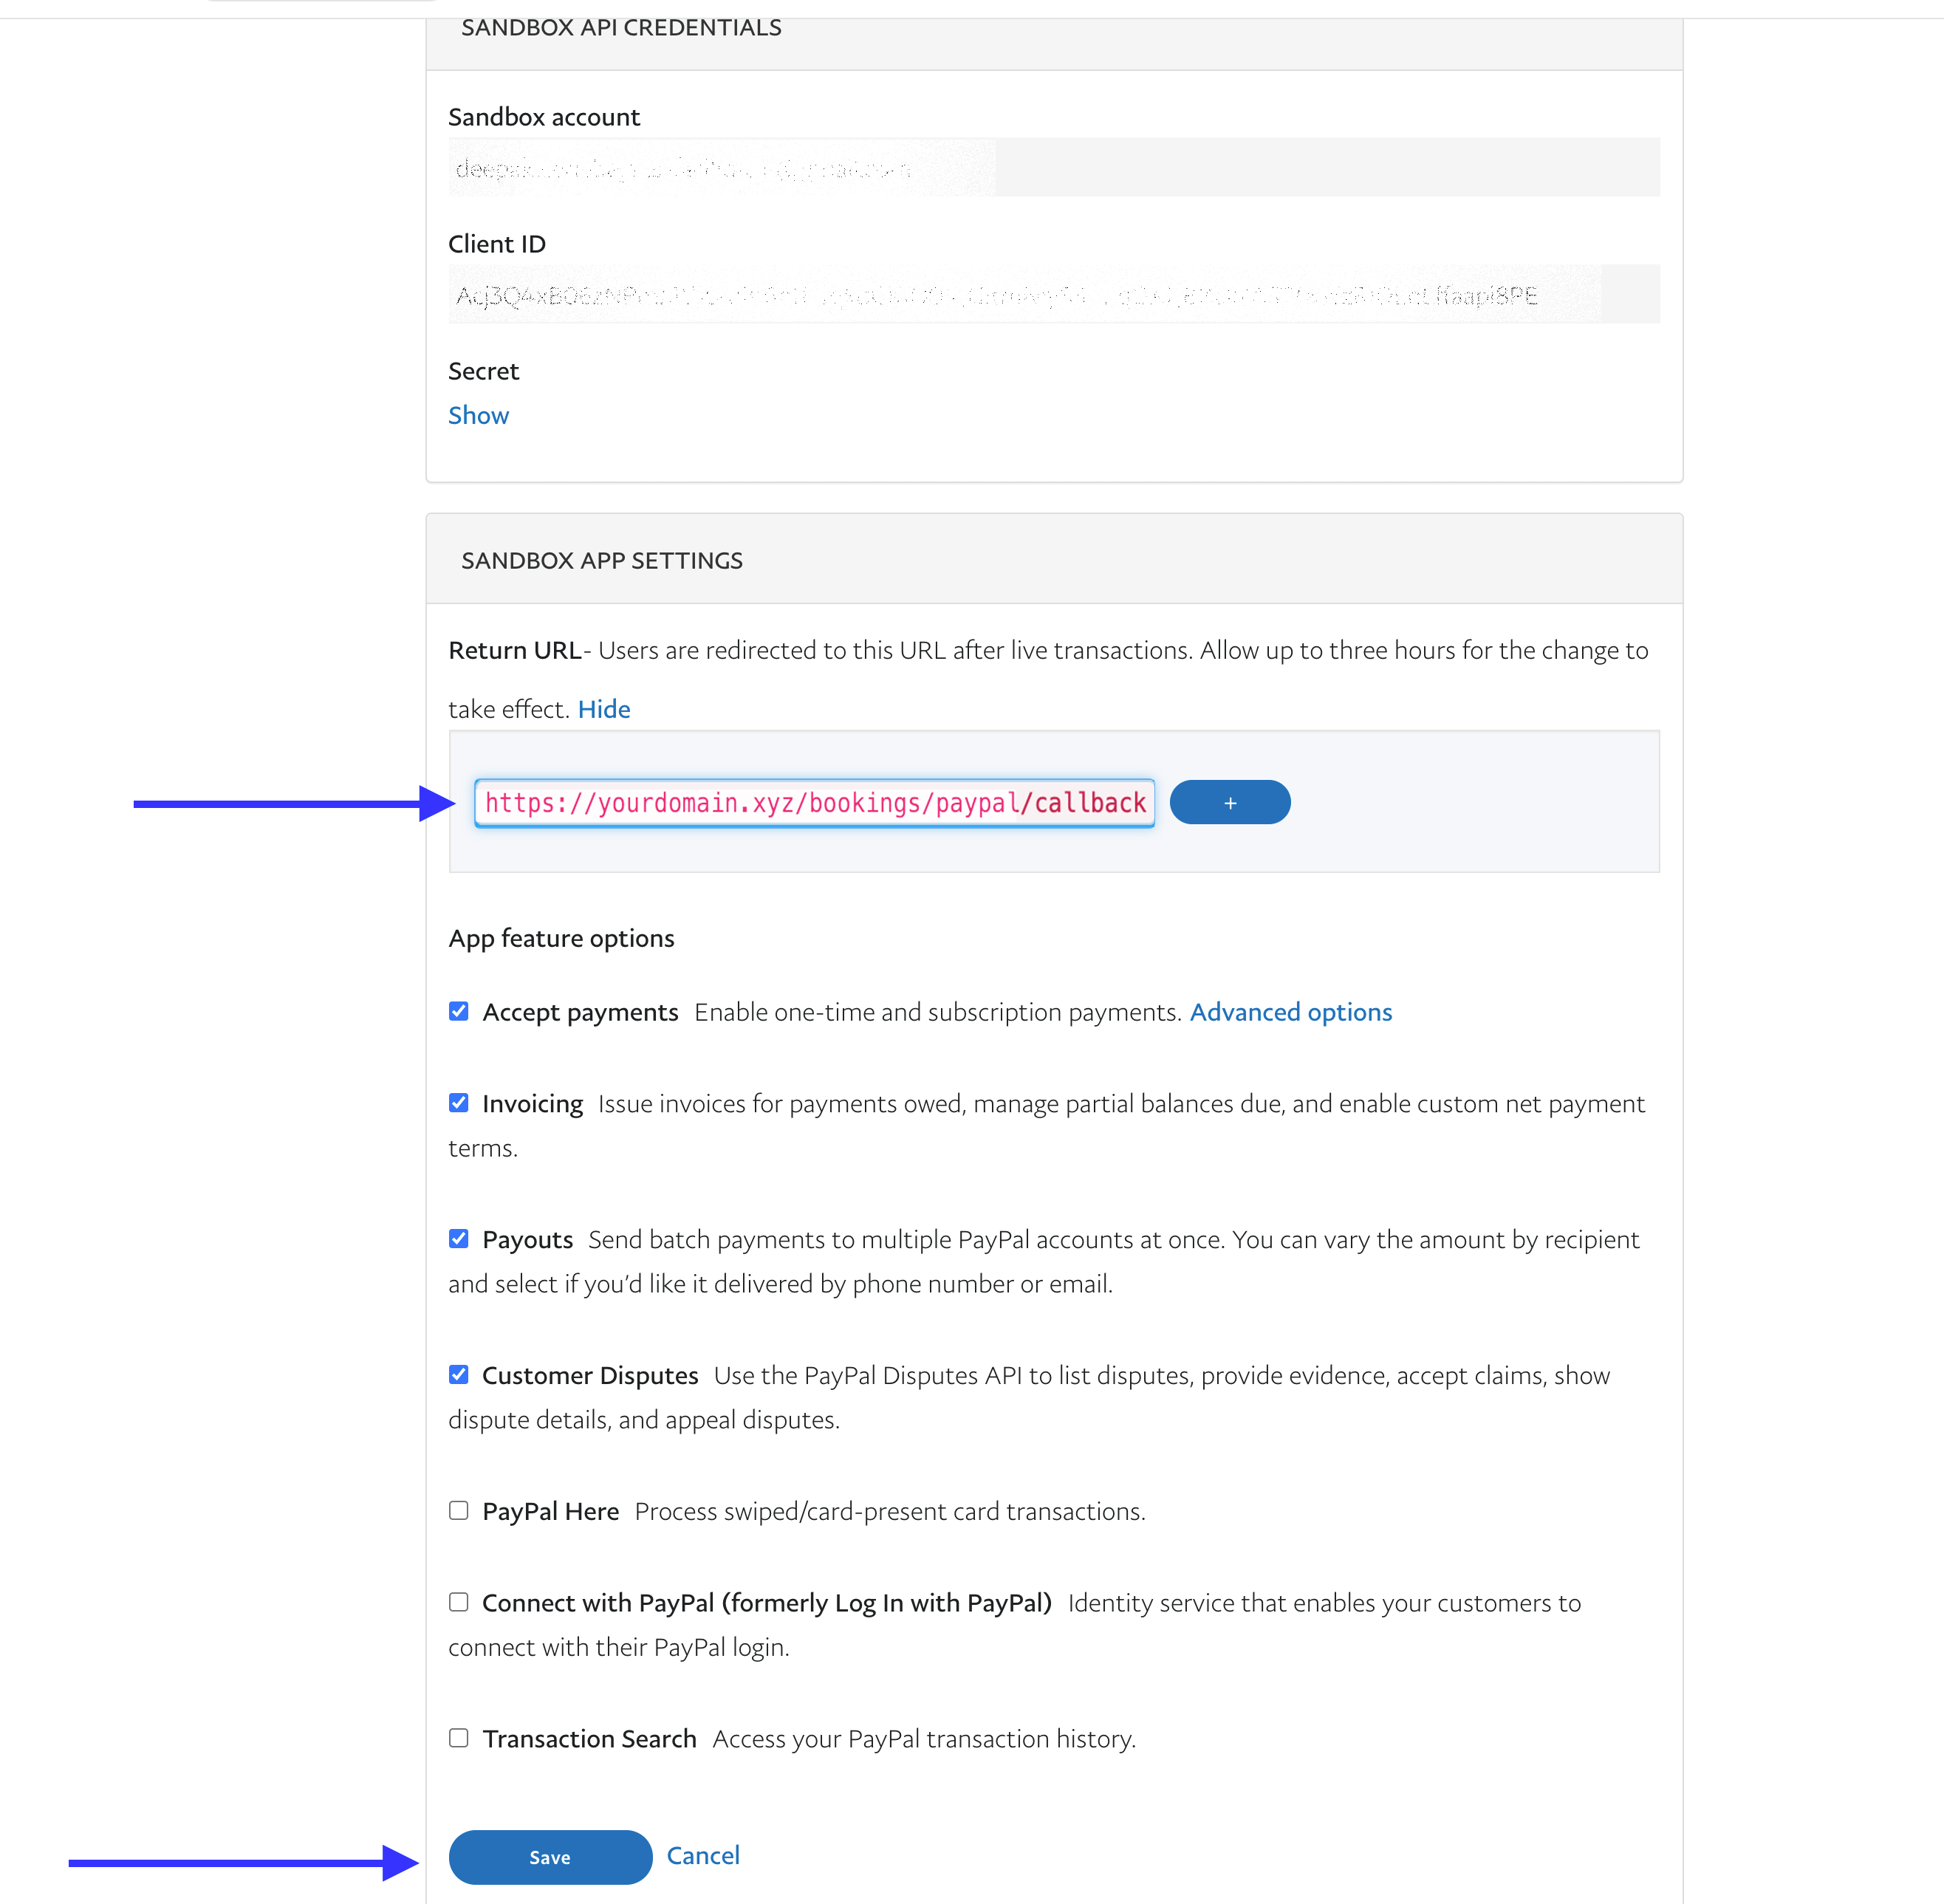 SANDBOX API CREDENTIALS
Sandbox account
Client ID
Secret
Show
SANDBOX APP SETTINGS
Return URL- Users are redirected to this URL after live transactions. Allow up to three hours for the change to
take effect. Hide
https://yourdomain.xyz/bookings/paypal/callback +
App feature options
Accept payments Enable one-time and subscription payments. Advanced options
Invoicing Issue invoices for payments owed, manage partial balances due, and enable custom net payment
terms.
Payouts Send batch payments to multiple PayPal accounts at once. You can vary the amount by recipient
and select if you’d like it delivered by phone number or email.
Customer Disputes Use the PayPal Disputes API to list disputes, provide evidence, accept claims, show
dispute details, and appeal disputes.
PayPal Here Process swiped/card-present card transactions.
Connect with PayPal (formerly Log In with PayPal) Identity service that enables your customers to
connect with their PayPal login.
Transaction Search Access your PayPal transaction history.
Save Cancel